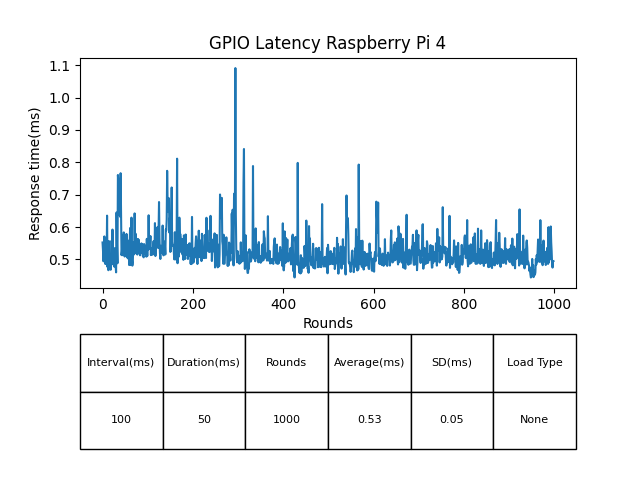 GPIO Latency Raspberry Pi 4
1.1
1.0
0.9
0.8
0.7
0.6
0.5
Response time(ms)
0 200 400 600 800 1000
Rounds
Interval(ms) Duration(ms) Rounds Average(ms) SD(ms) Load Type
100 50 1000 0.53 0.05 None